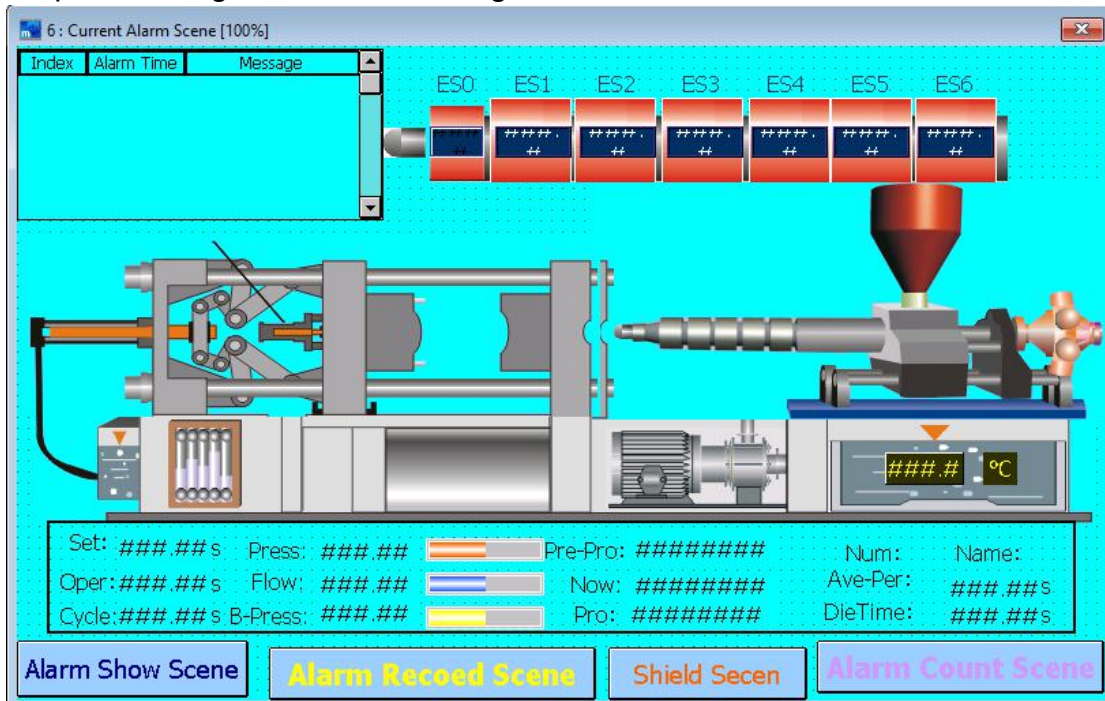 6 : Current Alarm Scene [100%]
Index Alarm Time Message
ES0 ES1 ES2 ES3 ES4 ES5 ES6
####.# ###.# ###.# ###.# ###.# ###.# ###.#
###.# ºC
Set: ###.## s Press: ###.## Pre-Pro: ######## Num: Name:
Oper: ###.## s Flow: ###.## Now: ######## Ave-Per: ###.##s
Cycle: ###.## s B-Press: ###.## Pro: ######## DieTime: ###.##s
Alarm Show Scene Alarm Recoed Scene Shield Secen Alarm Count Scene